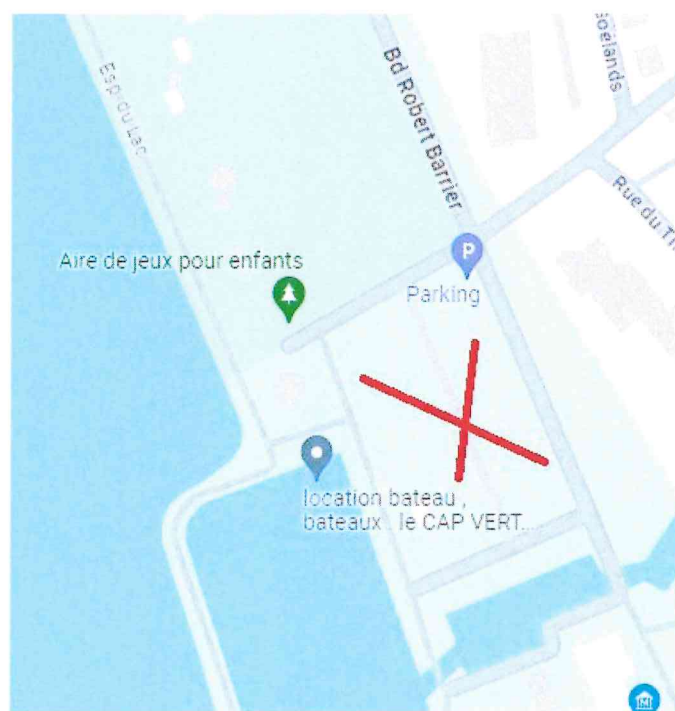 Esp. du Lac
Bd Robert Barrier
oélands
Rue du Th
Aire de jeux pour enfants
P
Parking
location bateau ,
bateaux . le CAP VERT...